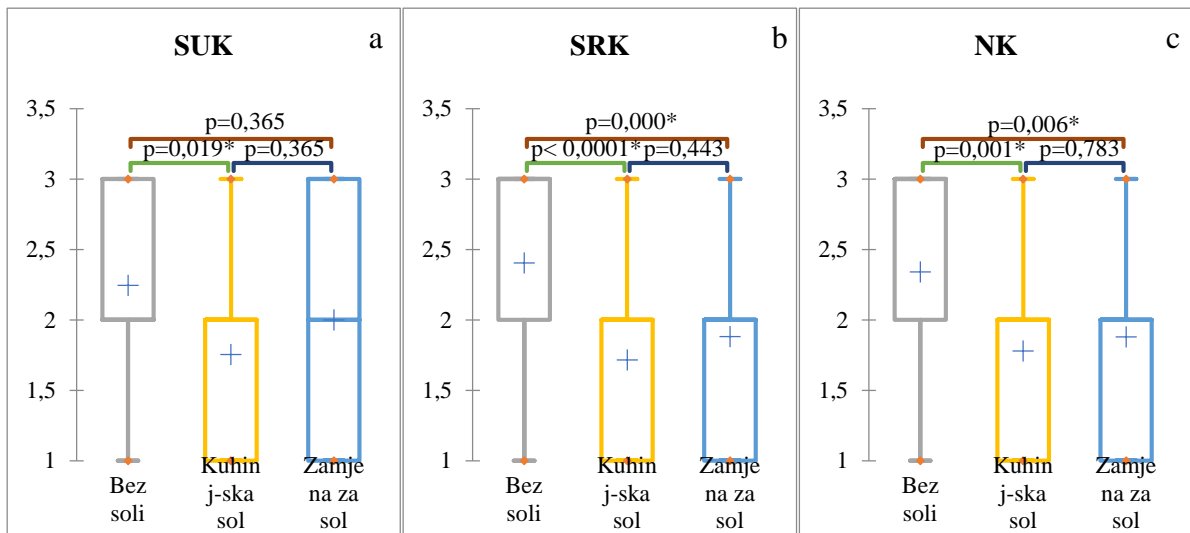 SUK
a
3,5
3
2,5
2
1,5
1
p=0,365
p=0,019*
p=0,365
Bez
soli
Kuhin
j-ska
sol
Zamje
na za
sol
SRK
b
3,5
3
2,5
2
1,5
1
p=0,000*
p< 0,0001*
p=0,443
Bez
soli
Kuhin
j-ska
sol
Zamje
na za
sol
NK
c
3,5
3
2,5
2
1,5
1
p=0,006*
p=0,001*
p=0,783
Bez
soli
Kuhin
j-ska
sol
Zamje
na za
sol